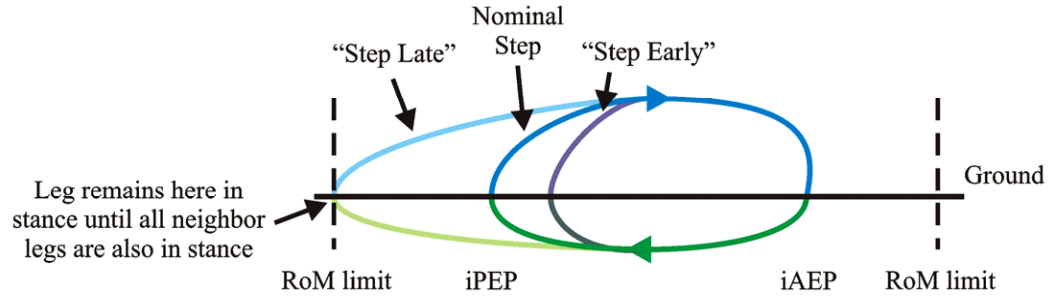 Nominal
Step
“Step Late”
“Step Early”
Ground
Leg remains here in
stance until all neighbor
legs are also in stance
RoM limit
iPEP
iAEP
RoM limit